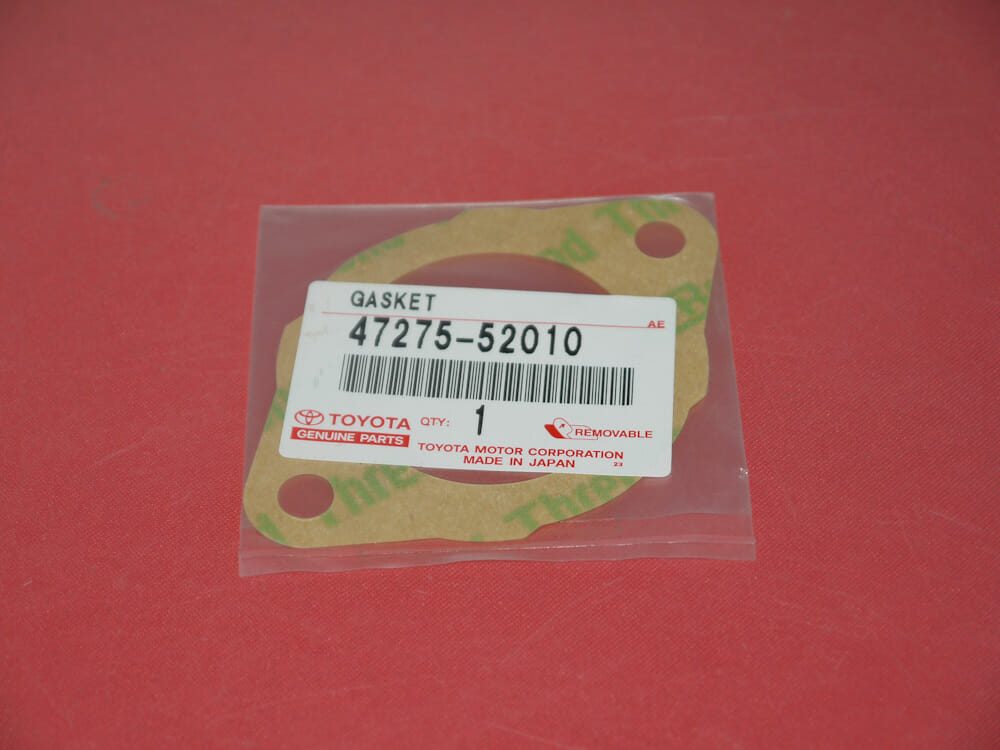 GASKET
AE
47275-52010
TOYOTA
GENUINE PARTS
QTY: 1
REMOVABLE
TOYOTA MOTOR CORPORATION
MADE IN JAPAN
23